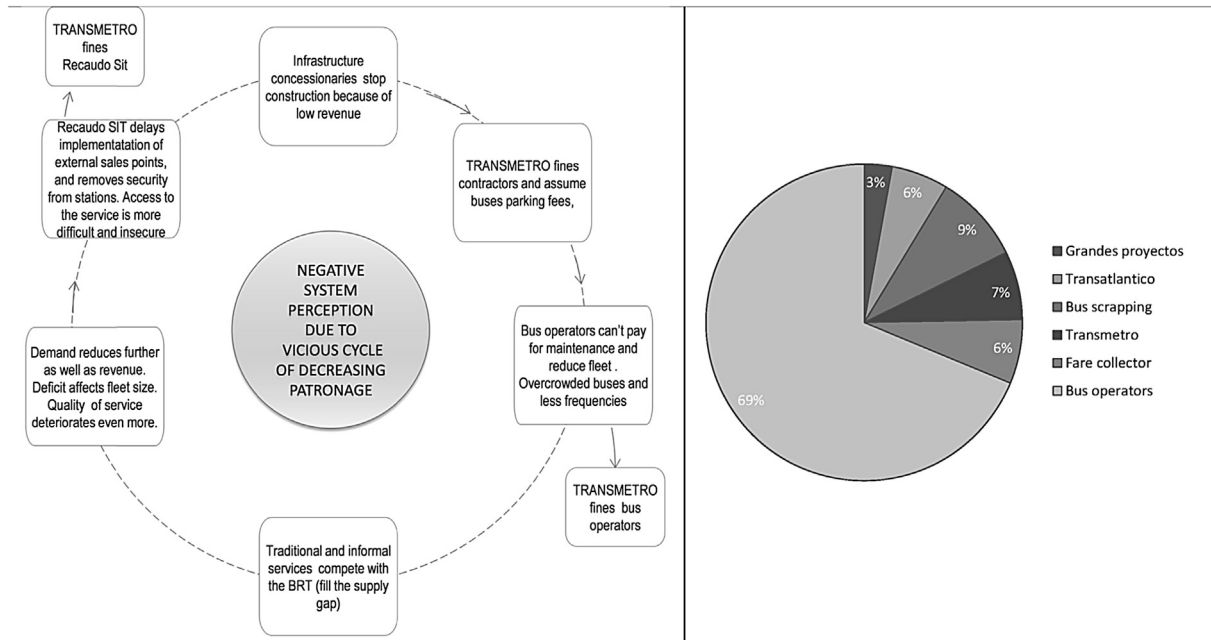 TRANSMETRO
fines
Recaudo Sit
Infrastructure
concessionaries stop
construction because of
low revenue
Recaudo SIT delays
implementatation of
external sales points,
and removes security
from stations. Access to
the service is more
difficult and insecure
TRANSMETRO fines
contractors and assume
buses parking fees,
NEGATIVE
SYSTEM
PERCEPTION
DUE TO
VICIOUS CYCLE
OF DECREASING
PATRONAGE
Demand reduces further
as well as revenue.
Deficit affects fleet size.
Quality of service
deteriorates even more.
Bus operators can't pay
for maintenance and
reduce fleet .
Overcrowded buses and
less frequencies
TRANSMETRO
fines bus
operators
Traditional and informal
services compete with
the BRT (fill the supply
gap)
3%
6%
9%
7%
6%
69%
Grandes proyectos
Transatlantico
Bus scrapping
Transmetro
Fare collector
Bus operators